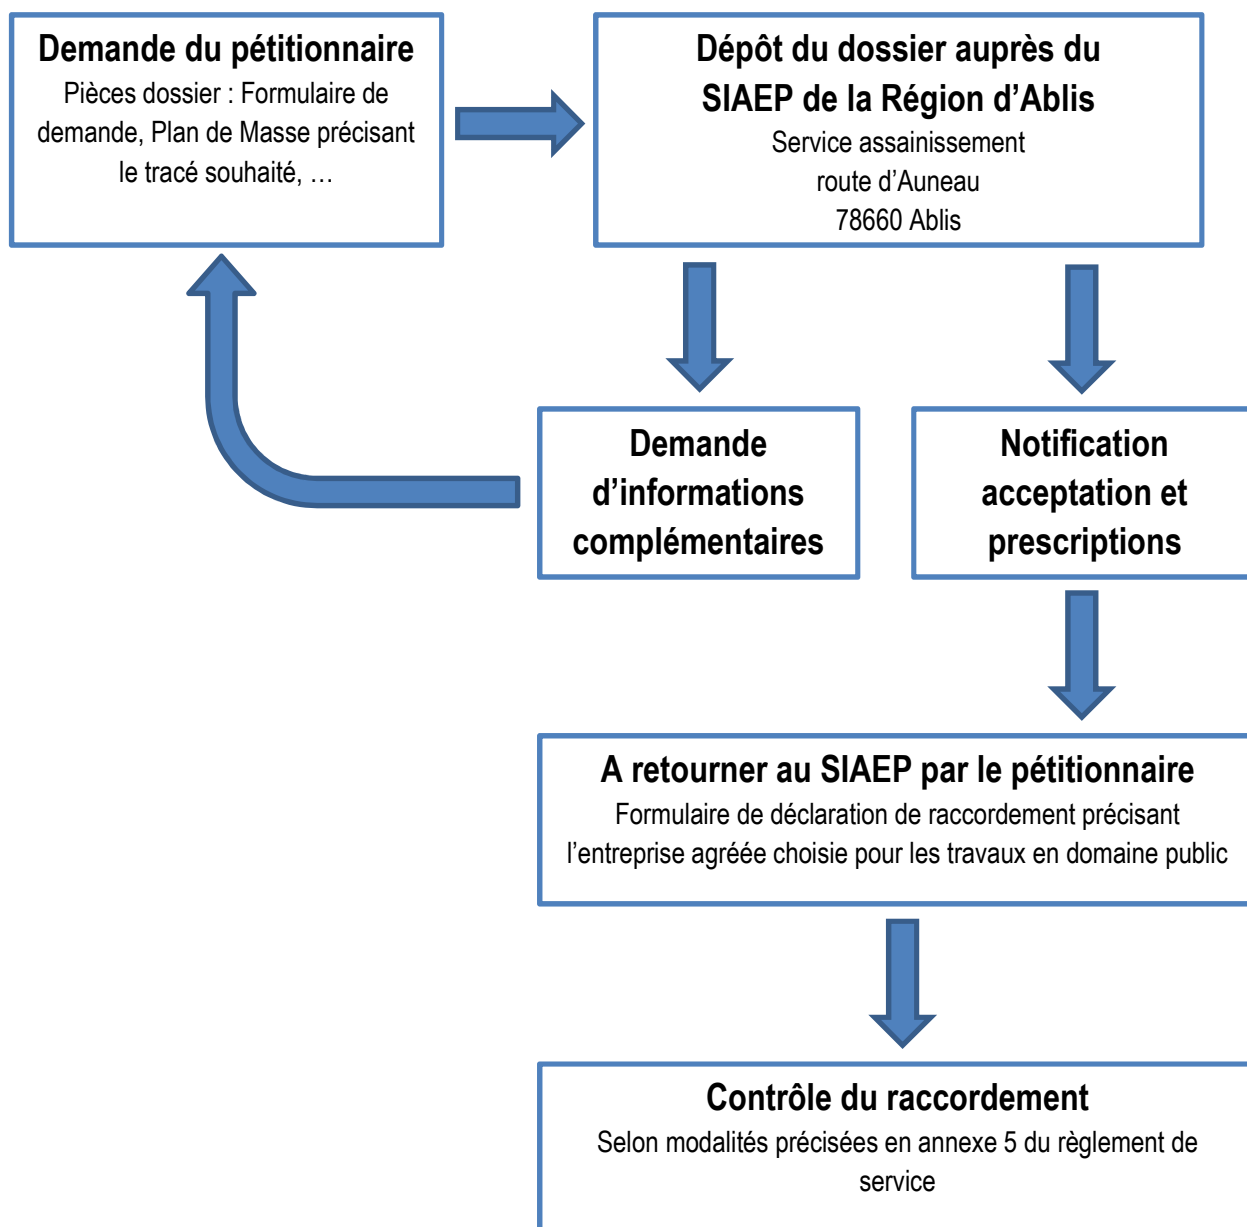 Demande du pétitionnaire
Pièces dossier : Formulaire de
demande, Plan de Masse précisant
le tracé souhaité, …
Dépôt du dossier auprès du
SIAEP de la Région d’Ablis
Service assainissement
route d’Auneau
78660 Ablis
Demande
d’informations
complémentaires
Notification
acceptation et
prescriptions
A retourner au SIAEP par le pétitionnaire
Formulaire de déclaration de raccordement précisant
l’entreprise agréée choisie pour les travaux en domaine public
Contrôle du raccordement
Selon modalités précisées en annexe 5 du règlement de
service